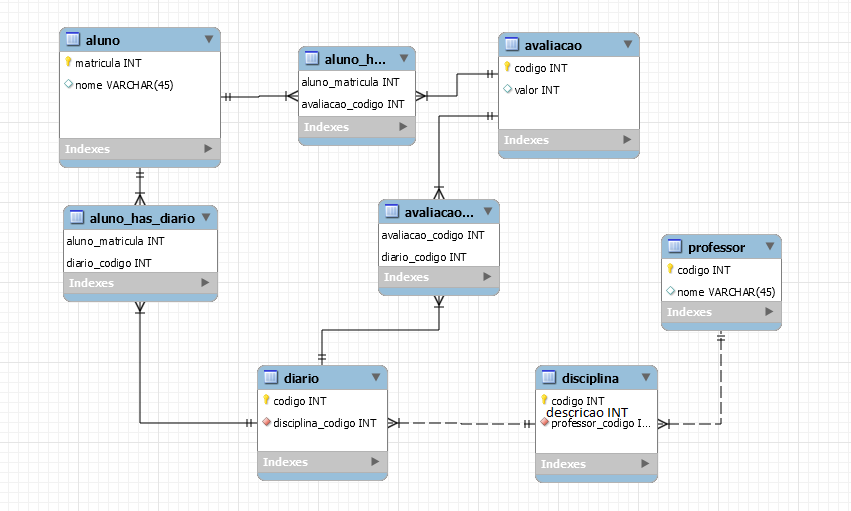 aluno
matricula INT
nome VARCHAR(45)
Indexes
aluno_h...
aluno_matricula INT
avaliacao_codigo INT
Indexes
avaliacao
codigo INT
valor INT
Indexes
aluno_has_diario
aluno_matricula INT
diario_codigo INT
Indexes
avaliacao...
avaliacao_codigo INT
diario_codigo INT
Indexes
professor
codigo INT
nome VARCHAR(45)
Indexes
diario
codigo INT
disciplina_codigo INT
Indexes
disciplina
codigo INT
descricao INT
professor_codigo I...
Indexes